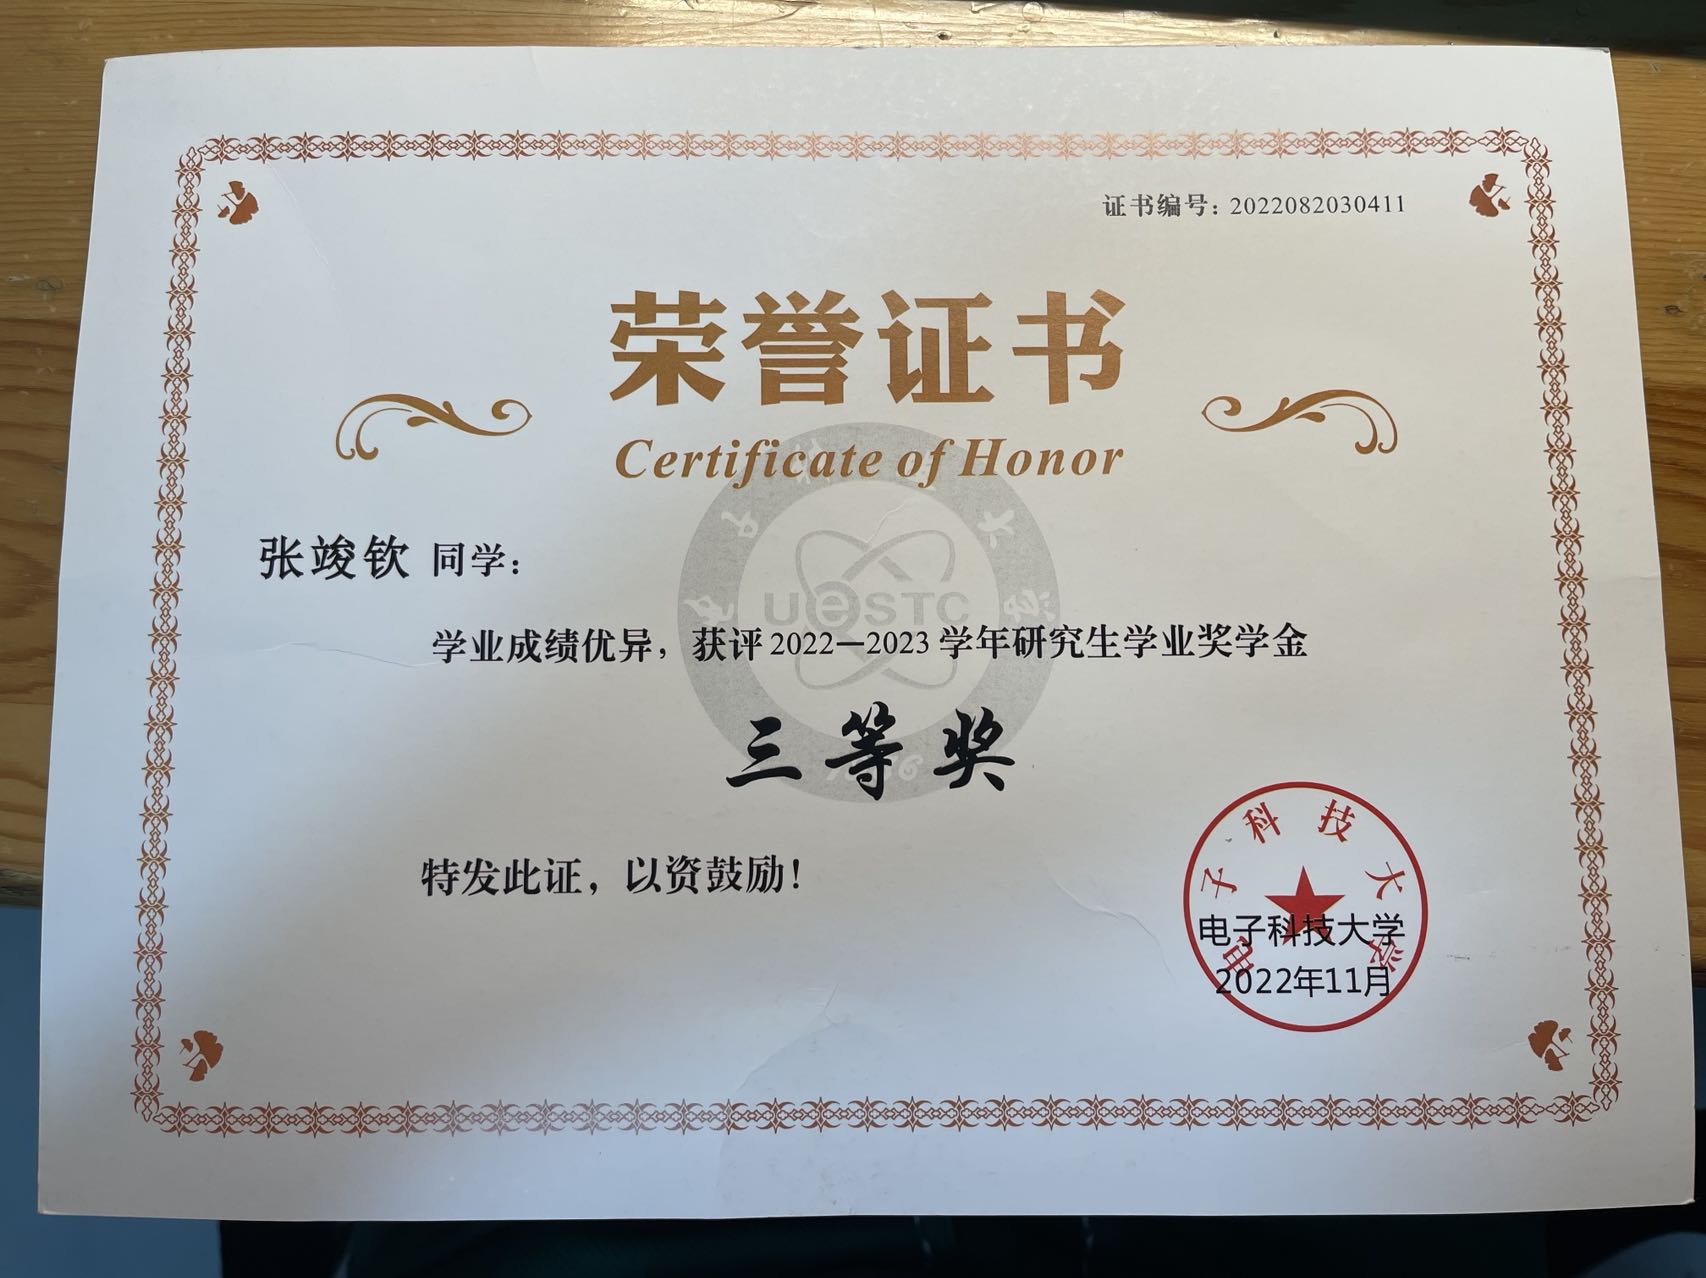 证书编号：2022082030411
荣誉证书
Certificate of Honor
张竣钦 同学：
学业成绩优异，获评 2022—2023 学年研究生学业奖学金
三等奖
特发此证，以资鼓励！
电子科技大学
2022年11月
电子科技大学
UESTC